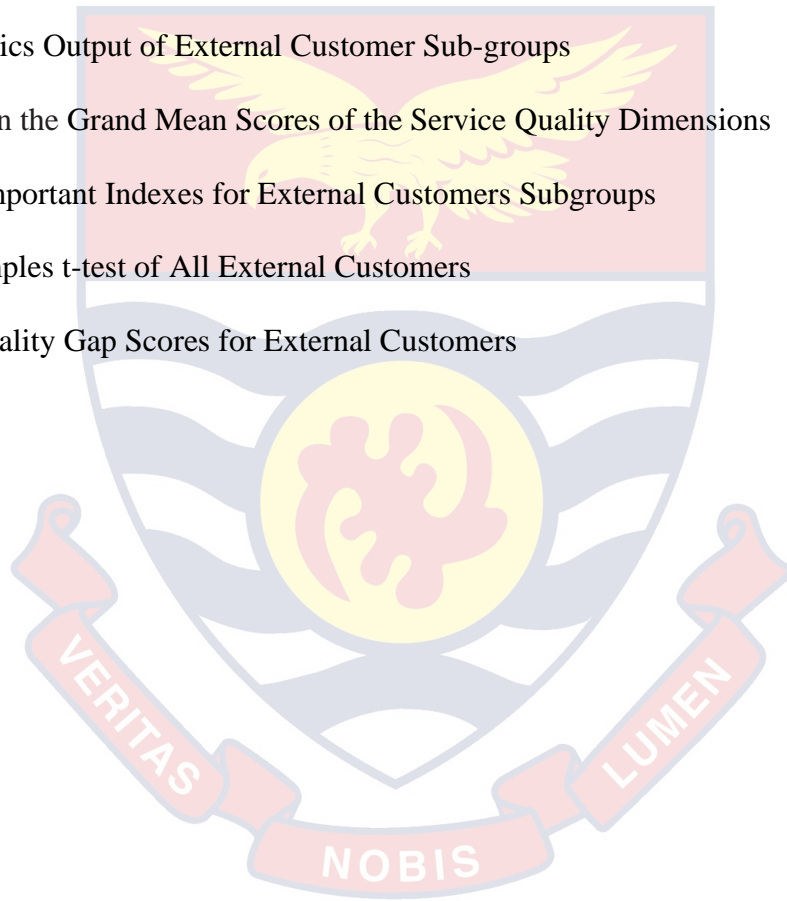 ics Output of External Customer Sub-groups
n the Grand Mean Scores of the Service Quality Dimensions
mportant Indexes for External Customers Subgroups
ples t-test of All External Customers
ality Gap Scores for External Customers
VERITAS
NOBIS
LUMEN